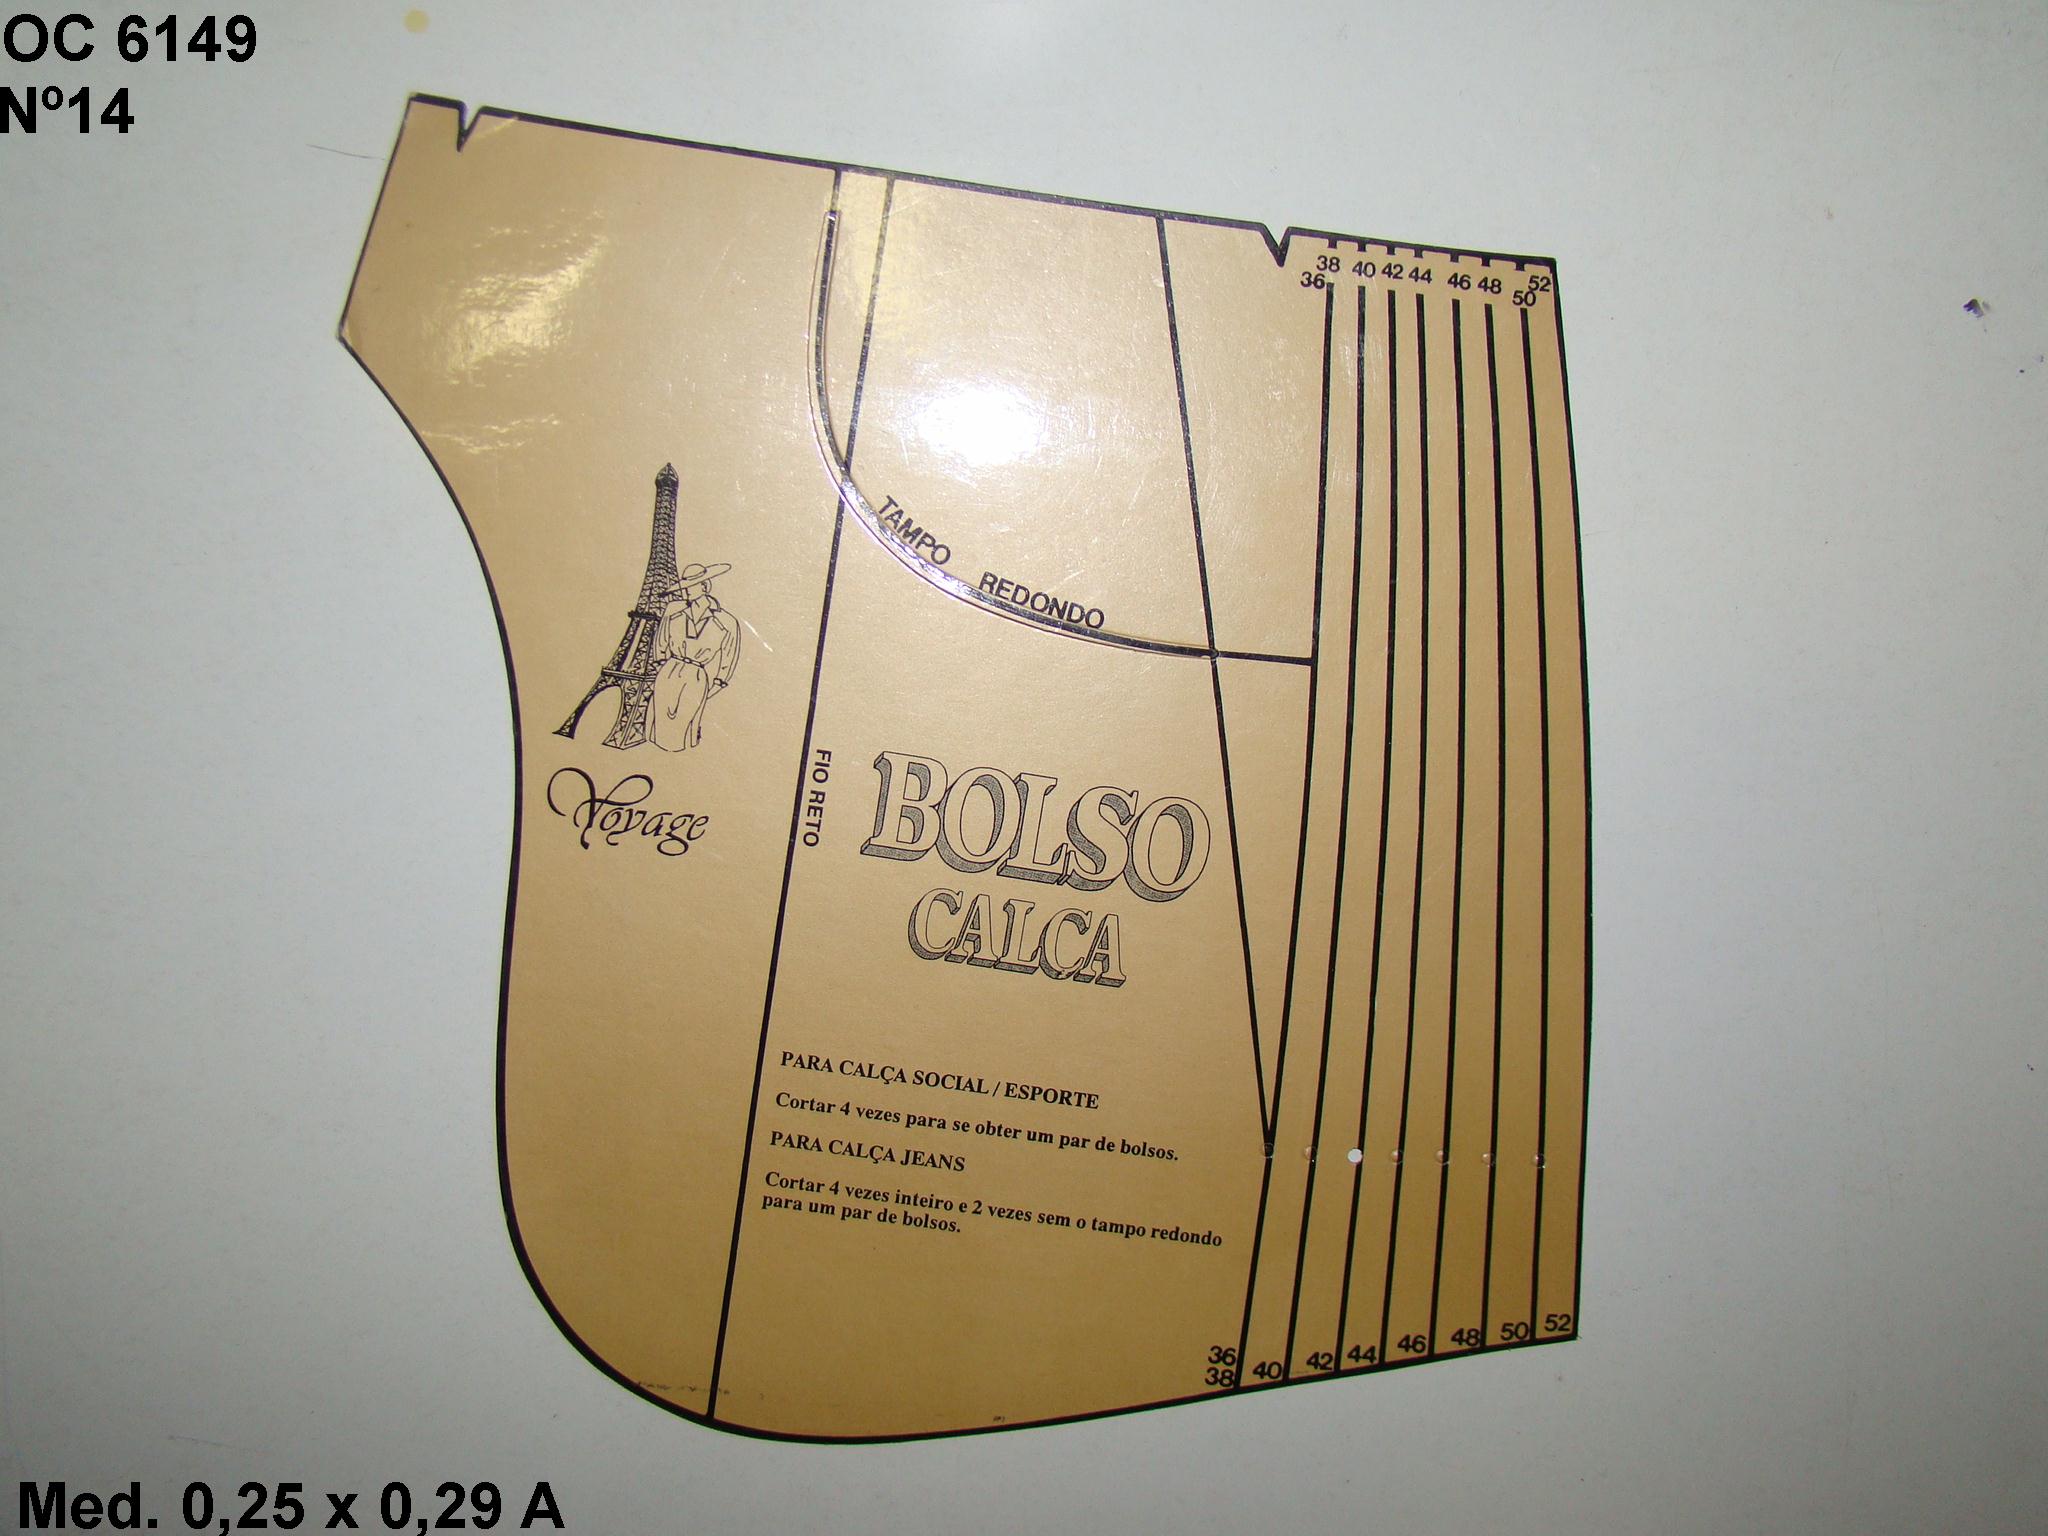 OC 6149
Nº14
38 40 42 44 46 48 52
36 50
TAMPO REDONDO
FIO RETO
Voyage
BOLSO
CALCA
PARA CALÇA SOCIAL / ESPORTE
Cortar 4 vezes para se obter um par de bolsos.
PARA CALÇA JEANS
Cortar 4 vezes inteiro e 2 vezes sem o tampo redondo
para um par de bolsos.
36
38 40 42 44 46 48 50 52
Med. 0,25 x 0,29 A